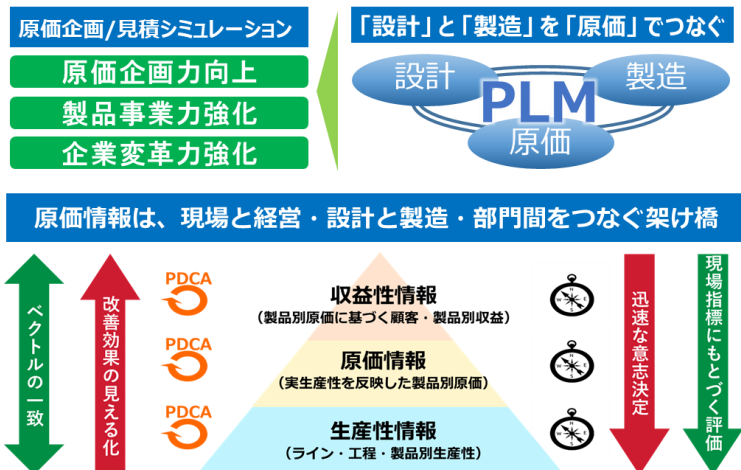 原価企画/見積シミュレーション
原価企画力向上
製品事業力強化
企業変革力強化
「設計」と「製造」を「原価」でつなぐ
設計
製造
PLM
原価
原価情報は、現場と経営・設計と製造・部門間をつなぐ架け橋
ベクトルの一致
改善効果の見える化
PDCA
収益性情報
（製品別原価に基づく顧客・製品別収益）
PDCA
原価情報
（実生産性を反映した製品別原価）
PDCA
生産性情報
（ライン・工程・製品別生産性）
N
E
S
W
N
E
S
W
N
E
S
W
迅速な意志決定
現場指標にもとづく評価